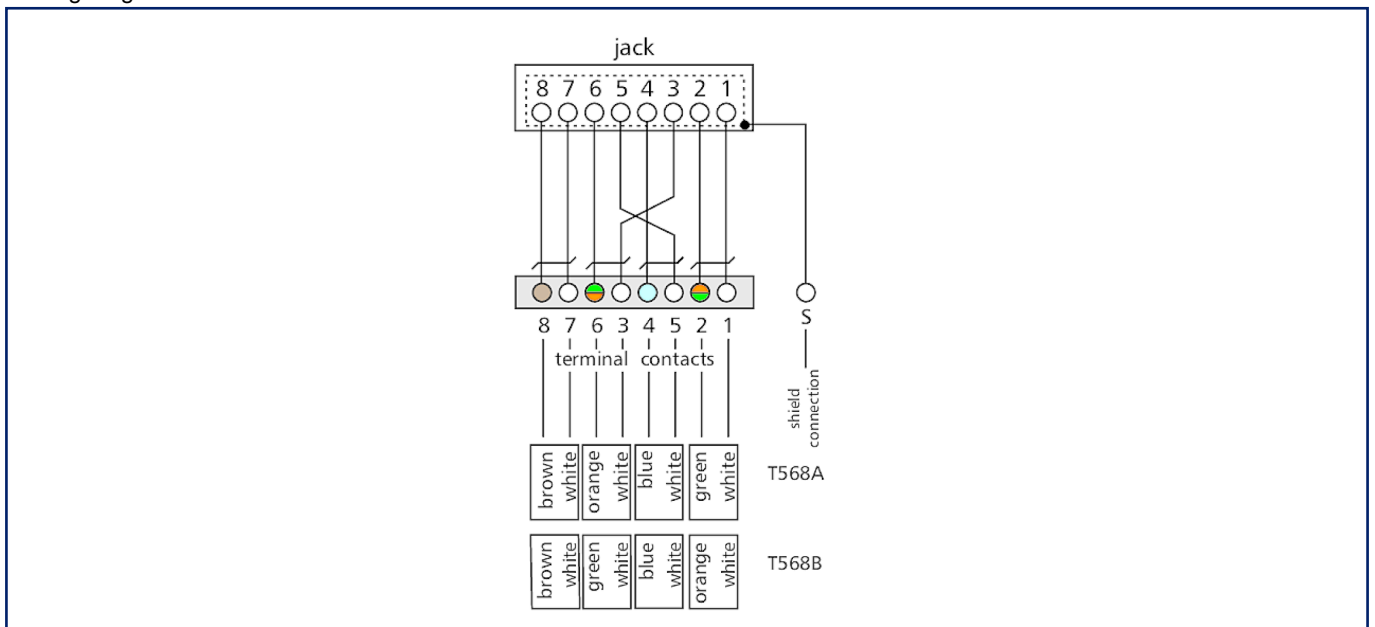 jack
8 7 6 5 4 3 2 1
8 7 6 3 4 5 2 1
S
terminal contacts
shield
connection
brown white orange white blue white green white
T568A
brown white green white blue white orange white
T568B